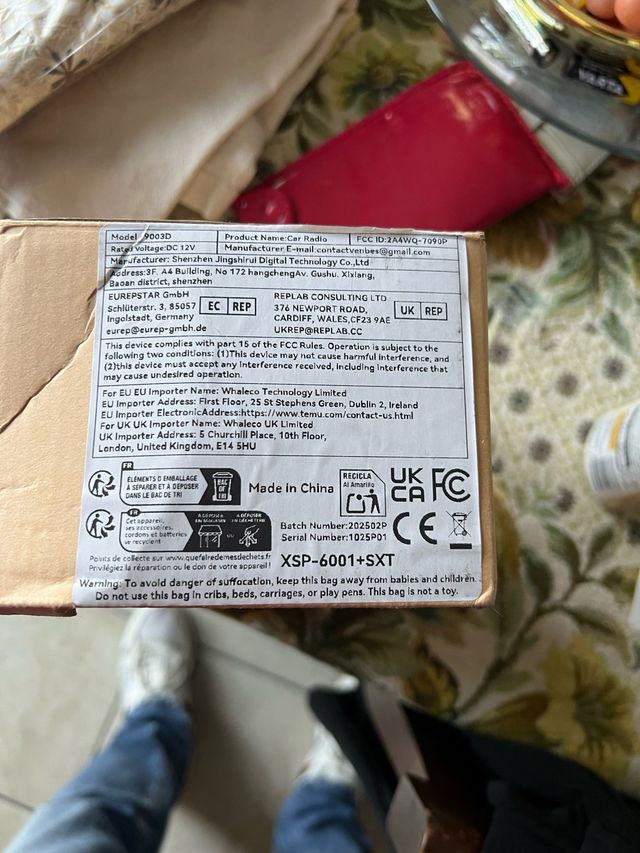 Model 9003D
Product Name:Car Radio
FCC ID:2A4WQ-7090P
Rated Voltage:DC 12V
Manufacturer E-mail:contactvenbes@gmail.com
Manufacturer: Shenzhen Jingshirui Digital Technology Co.,Ltd
Address:3F. A4 Building, No 172 hangchengAv. Gushu. Xixiang,
Baoan district, shenzhen
EUREPSTAR GmbH
Schlüterstr. 3, 85057
Ingolstadt, Germany
eurep@eurep-gmbh.de
EC REP
REPLAB CONSULTING LTD
376 NEWPORT ROAD,
CARDIFF, WALES,CF23 9AE
UKREP@REPLAB.CC
UK REP
This device complies with part 15 of the FCC Rules. Operation is subject to the
following two conditions: (1)This device may not cause harmful interference, and
(2)this device must accept any interference received, including interference that
may cause undesired operation.
For EU EU Importer Name: Whaleco Technology Limited
EU Importer Address: First Floor, 25 St Stephens Green, Dublin 2, Ireland
EU Importer ElectronicAddress:https://www.temu.com/contact-us.html
For UK UK Importer Name: Whaleco UK Limited
UK Importer Address: 5 Churchill Place, 10th Floor,
London, United Kingdom, E14 5HU
FR
ÉLÉMENTS D'EMBALLAGE
À SÉPARER ET À DÉPOSER
DANS LE BAC DE TRI
BAC
DE
TRI
Made in China
RECICLA
Al Amarillo
UK
CA
FC
FR
Cet appareil,
ses accessoires,
cordons et batteries
se recyclent
À DÉPOSER
EN MAGASIN
OU
À DÉPOSER
EN DÉCHÈTERIE
Batch Number:202502P
Serial Number:1025P01
CE
Points de collecte sur www.quefairedemesdechets.fr
Privilégiez la réparation ou le don de votre appareil !
XSP-6001+SXT
Warning: To avoid danger of suffocation, keep this bag away from babies and children.
Do not use this bag in cribs, beds, carriages, or play pens. This bag is not a toy.
VARTA